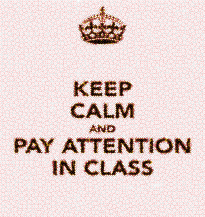 KEEP
CALM
AND
PAY ATTENTION
IN CLASS